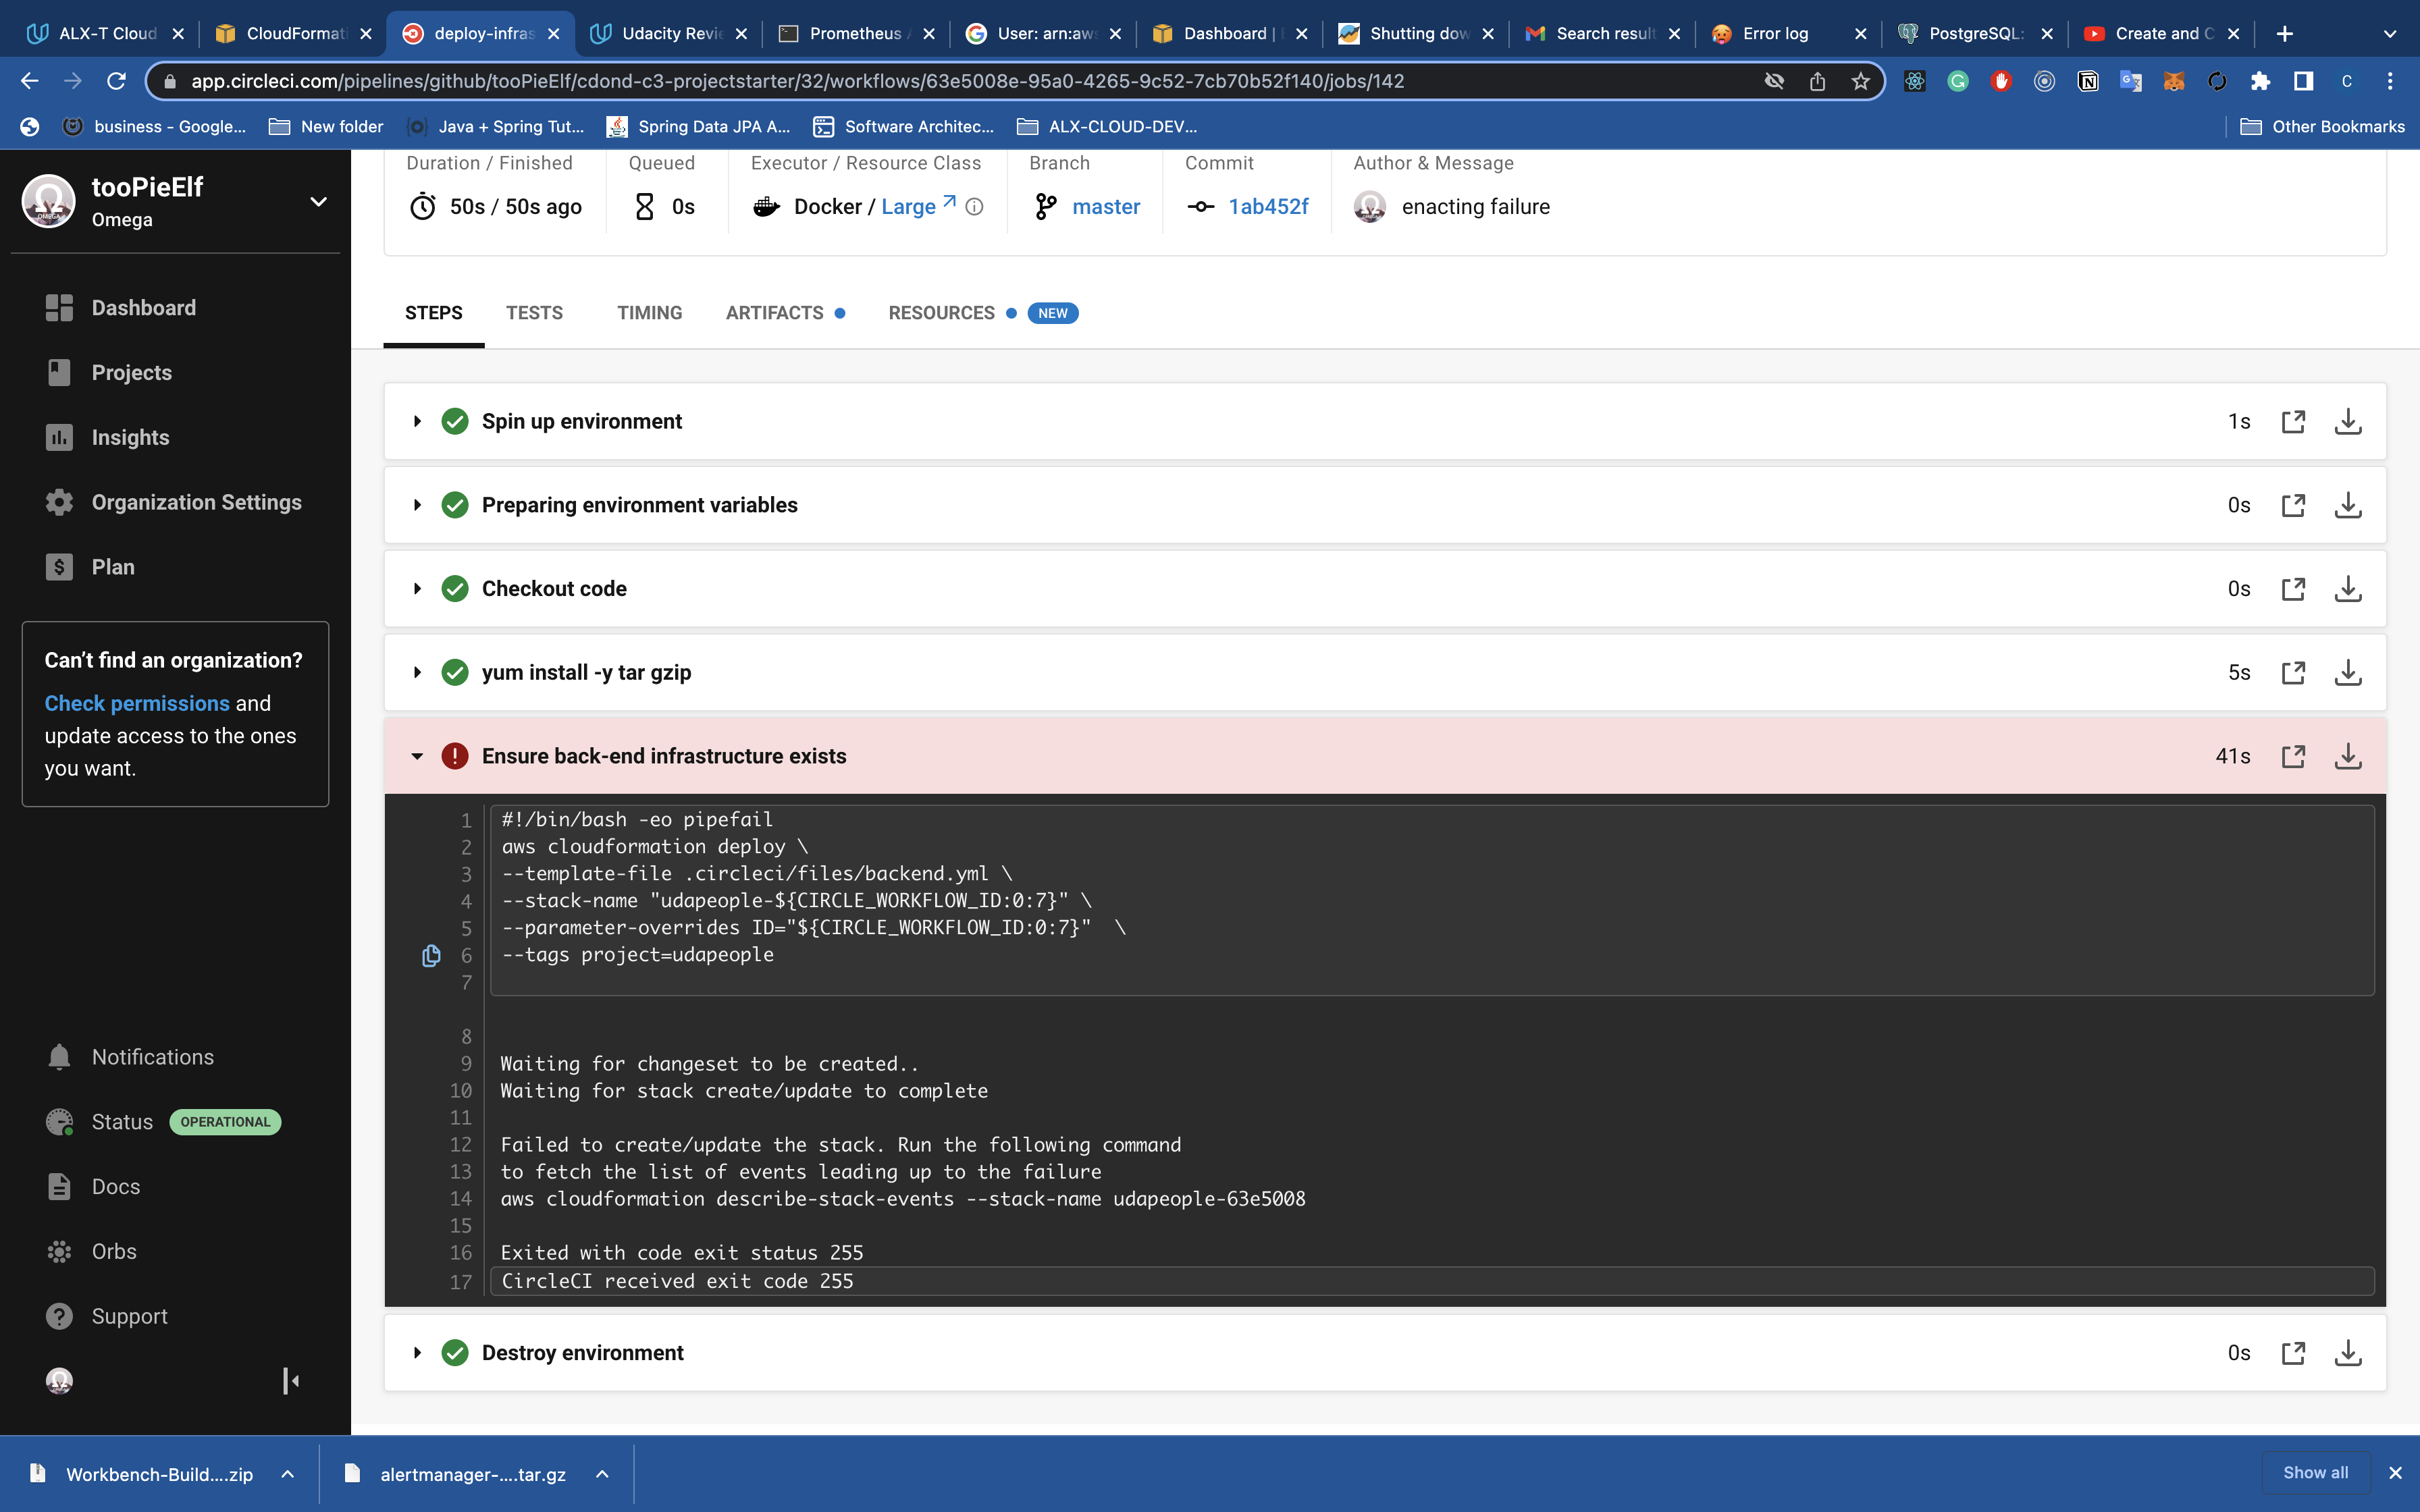 ALX-T Cloud
CloudFormat
deploy-infras
Udacity Revie
Prometheus
User: arn:aws
Dashboard |
Shutting dow
Search result
Error log
PostgreSQL:
Create and C
app.circleci.com/pipelines/github/tooPieElf/cdond-c3-projectstarter/32/workflows/63e5008e-95a0-4265-9c52-7cb70b52f140/jobs/142
C
business - Google...
New folder
Java + Spring Tut...
Spring Data JPA A...
Software Architec...
ALX-CLOUD-DEV...
Other Bookmarks
tooPieElf
Omega
Dashboard
Projects
Insights
Organization Settings
Plan
Can't find an organization?
Check permissions and
update access to the ones
you want.
Notifications
Status OPERATIONAL
Docs
Orbs
Support
Duration / Finished
Queued
Executor / Resource Class
Branch
Commit
Author & Message
50s / 50s ago
0s
Docker / Large
master
1ab452f
enacting failure
STEPS
TESTS
TIMING
ARTIFACTS
RESOURCES
NEW
Spin up environment 1s
Preparing environment variables 0s
Checkout code 0s
yum install -y tar gzip 5s
Ensure back-end infrastructure exists 41s
1 #!/bin/bash -eo pipefail
2 aws cloudformation deploy \
3 --template-file .circleci/files/backend.yml \
4 --stack-name "udapeople-${CIRCLE_WORKFLOW_ID:0:7}" \
5 --parameter-overrides ID="${CIRCLE_WORKFLOW_ID:0:7}"  \
6 --tags project=udapeople
7
8
9 Waiting for changeset to be created..
10 Waiting for stack create/update to complete
11
12 Failed to create/update the stack. Run the following command
13 to fetch the list of events leading up to the failure
14 aws cloudformation describe-stack-events --stack-name udapeople-63e5008
15
16 Exited with code exit status 255
17 CircleCI received exit code 255
Destroy environment 0s
Workbench-Build....zip
alertmanager-....tar.gz
Show all